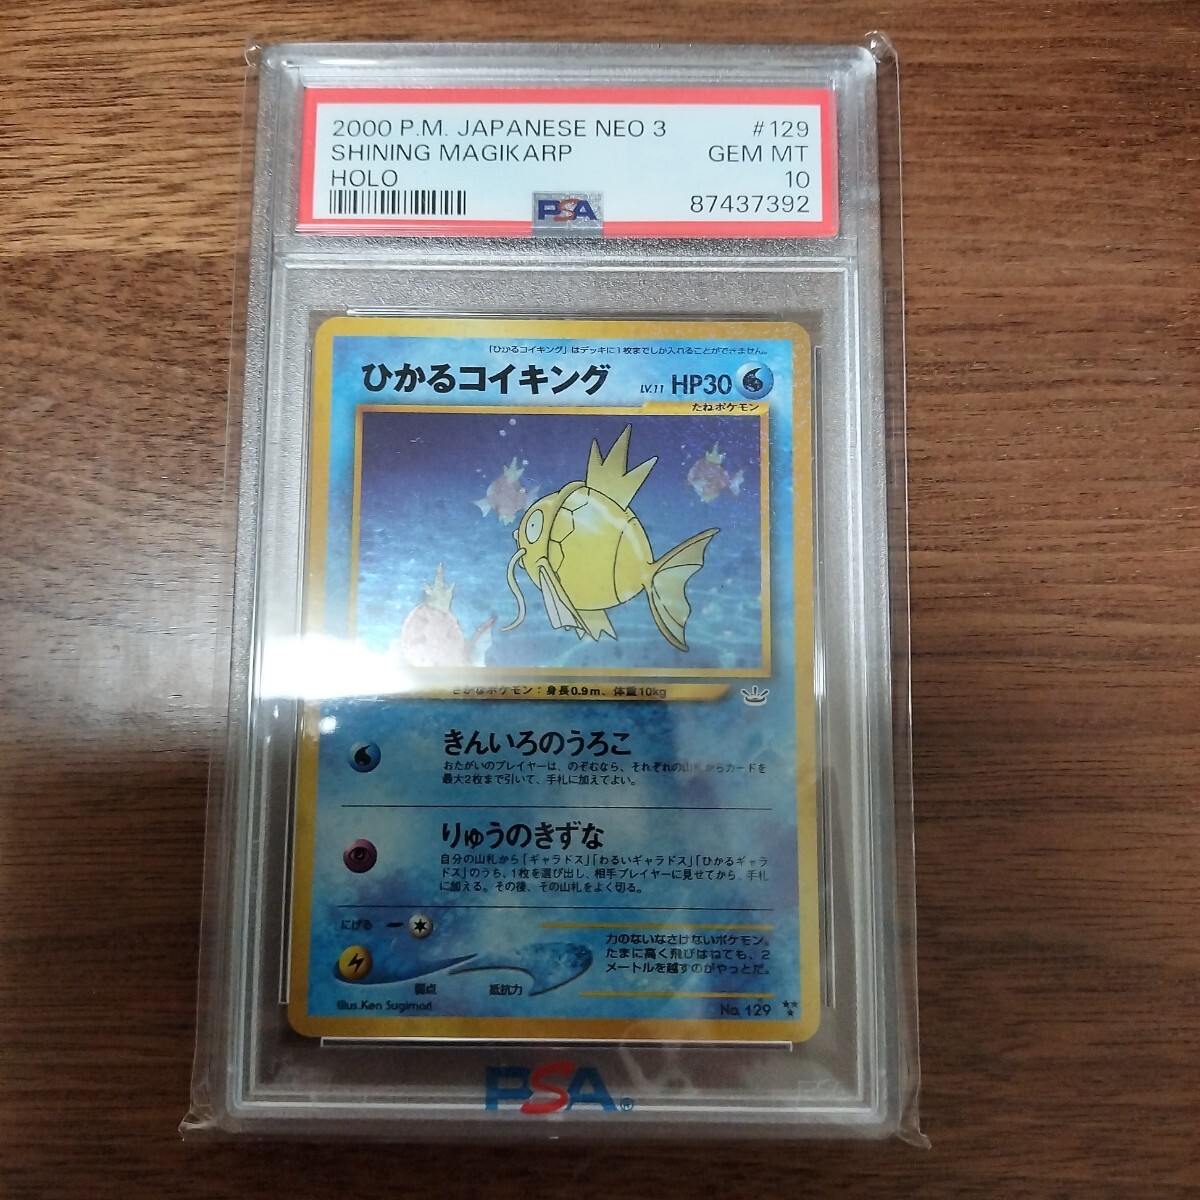 2000 P.M. JAPANESE NEO 3 #129
SHINING MAGIKARP GEM MT
HOLO 10
PSA 87437392
「ひかるコイキング」はデッキに1枚までしか入れることができません。
ひかるコイキング LV.11 HP30
たねポケモン
さかなポケモン：身長0.9m、体重10kg
きんいろのうろこ
おたがいのプレイヤーは、のぞむなら、それぞれの山札からカードを
最大2枚まで引いて、手札に加えてよい。
りゅうのきずな
自分の山札から「ギャラドス」「わるいギャラドス」「ひかるギャラ
ドス」のうち、1枚を選び出し、相手プレイヤーに見せてから、手札
に加える。その後、その山札をよく切る。
にげる
力のないなさけないポケモン。
たまに高く飛びはねても、2
メートルを越すのがやっとだ。
弱点 抵抗力
Illus.Ken Sugimori No.129
PSA®